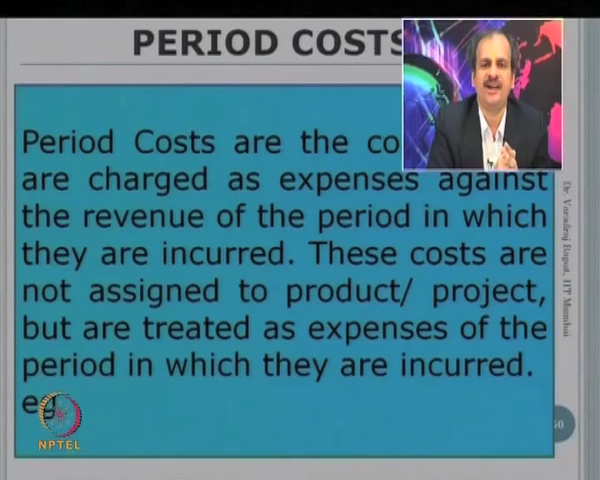 PERIOD COSTS
Period Costs are the
are charged as expenses against
the revenue of the period in which
they are incurred. These costs are
not assigned to product/ project,
but are treated as expenses of the
period in which they are incurred.
eg
Dr. Varadraj Bapat, IIT Mumbai
NPTEL